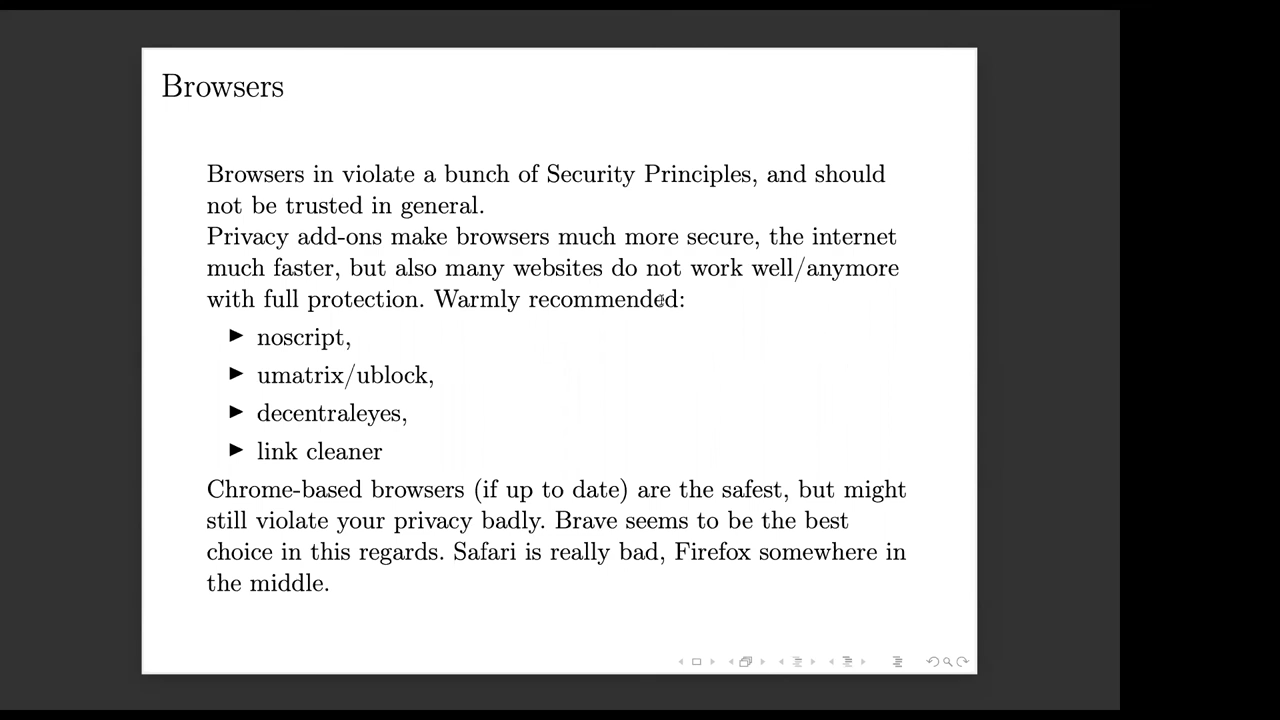 Browsers
Browsers in violate a bunch of Security Principles, and should
not be trusted in general.
Privacy add-ons make browsers much more secure, the internet
much faster, but also many websites do not work well/anymore
with full protection. Warmly recommended:
▶ noscript,
▶ umatrix/ublock,
▶ decentraleyes,
▶ link cleaner
Chrome-based browsers (if up to date) are the safest, but might
still violate your privacy badly. Brave seems to be the best
choice in this regards. Safari is really bad, Firefox somewhere in
the middle.